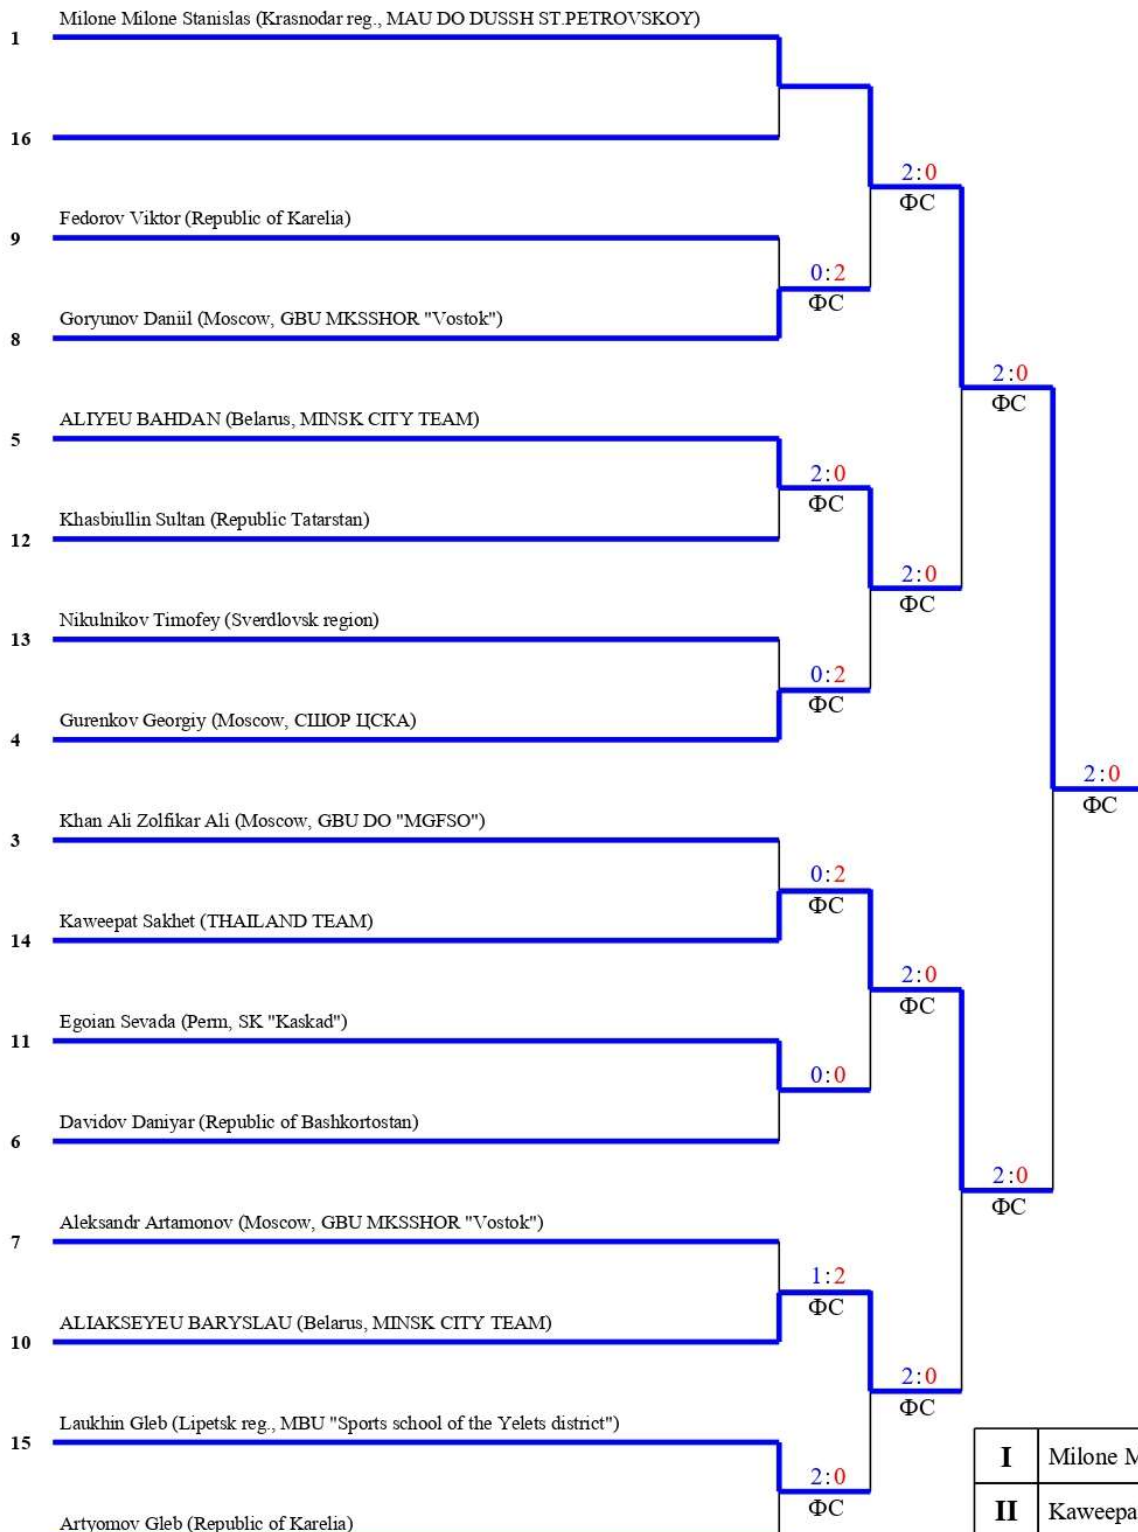 Milone Milone Stanislas (Krasnodar reg., MAU DO DUSSH ST.PETROVSKOY)
1
16
2:0
ФС
Fedorov Viktor (Republic of Karelia)
9
0:2
ФС
Goryunov Daniil (Moscow, GBU MKSSHOR "Vostok")
8
2:0
ФС
ALIYEU BAHDAN (Belarus, MINSK CITY TEAM)
5
2:0
ФС
Khasbiullin Sultan (Republic Tatarstan)
12
2:0
ФС
Nikulnikov Timofey (Sverdlovsk region)
13
0:2
ФС
Gurenkov Georgiy (Moscow, СШОР ЦСКА)
4
2:0
ФС
Khan Ali Zolfikar Ali (Moscow, GBU DO "MGFSO")
3
0:2
ФС
Kaweepat Sakhet (THAILAND TEAM)
14
2:0
ФС
Egoian Sevada (Perm, SK "Kaskad")
11
0:0
Davidov Daniyar (Republic of Bashkortostan)
6
2:0
ФС
Aleksandr Artamonov (Moscow, GBU MKSSHOR "Vostok")
7
1:2
ФС
ALIAKSEYEU BARYSLAU (Belarus, MINSK CITY TEAM)
10
2:0
ФС
Laukhin Gleb (Lipetsk reg., MBU "Sports school of the Yelets district")
15
2:0
ФС
Artyomov Gleb (Republic of Karelia)
I Milone M
II Kaweepa